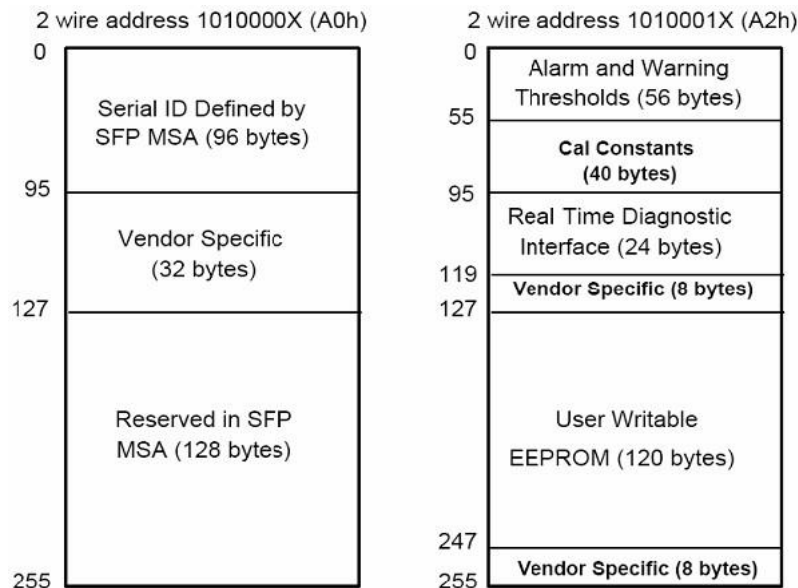 2 wire address 1010000X (A0h)
0
Serial ID Defined by
SFP MSA (96 bytes)
95
Vendor Specific
(32 bytes)
127
Reserved in SFP
MSA (128 bytes)
255
2 wire address 1010001X (A2h)
0
Alarm and Warning
Thresholds (56 bytes)
55
Cal Constants
(40 bytes)
95
Real Time Diagnostic
Interface (24 bytes)
119
Vendor Specific (8 bytes)
127
User Writable
EEPROM (120 bytes)
247
Vendor Specific (8 bytes)
255